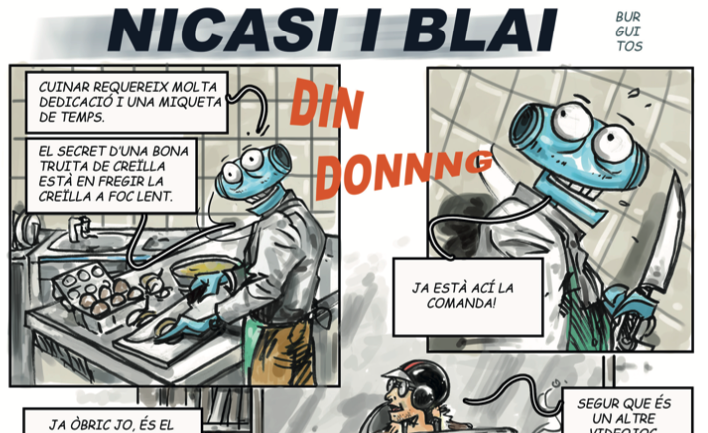 NICASI I BLAI
BUR
GUI
TOS
CUINAR REQUEREIX MOLTA
DEDICACIÓ I UNA MIQUETA
DE TEMPS.
EL SECRET D'UNA BONA
TRUITA DE CREÏLLA
ESTÀ EN FREGIR LA
CREÏLLA A FOC LENT.
DIN
DONNNG
JA ESTÀ ACÍ LA
COMANDA!
JA ÒBRIC JO, ÉS EL
SEGUR QUE ÉS
UN ALTRE
VIDEOJOC